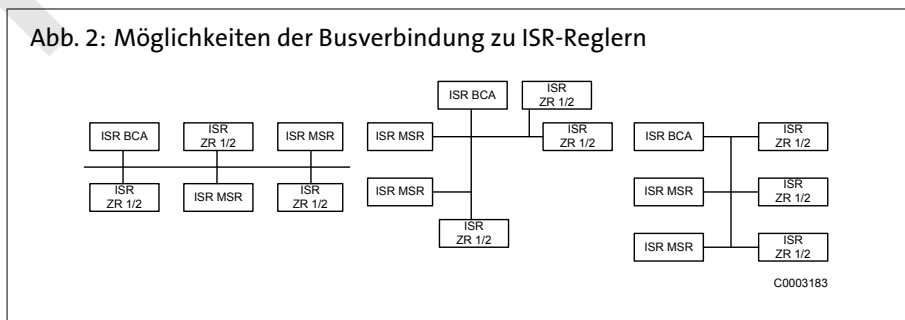 Abb. 2: Möglichkeiten der Busverbindung zu ISR-Reglern
ISR BCA
ISR
ZR 1/2
ISR MSR
ISR
ZR 1/2
ISR MSR
ISR
ZR 1/2
ISR BCA
ISR
ZR 1/2
ISR MSR
ISR
ZR 1/2
ISR MSR
ISR
ZR 1/2
ISR BCA
ISR
ZR 1/2
ISR MSR
ISR
ZR 1/2
ISR MSR
ISR
ZR 1/2
C0003183